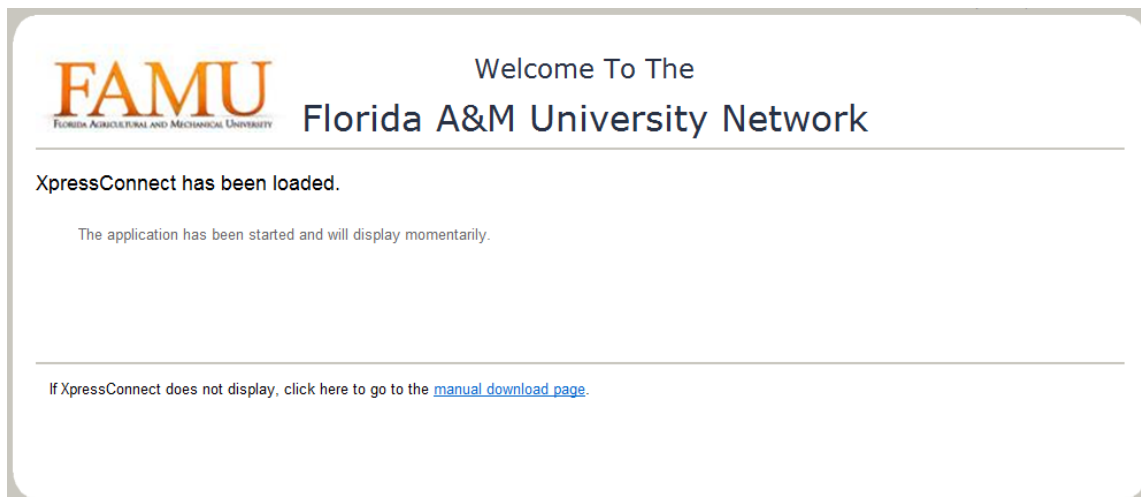 FAMU
FLORIDA AGRICULTURAL AND MECHANICAL UNIVERSITY
Welcome To The
Florida A&M University Network
XpressConnect has been loaded.
The application has been started and will display momentarily.
If XpressConnect does not display, click here to go to the manual download page.